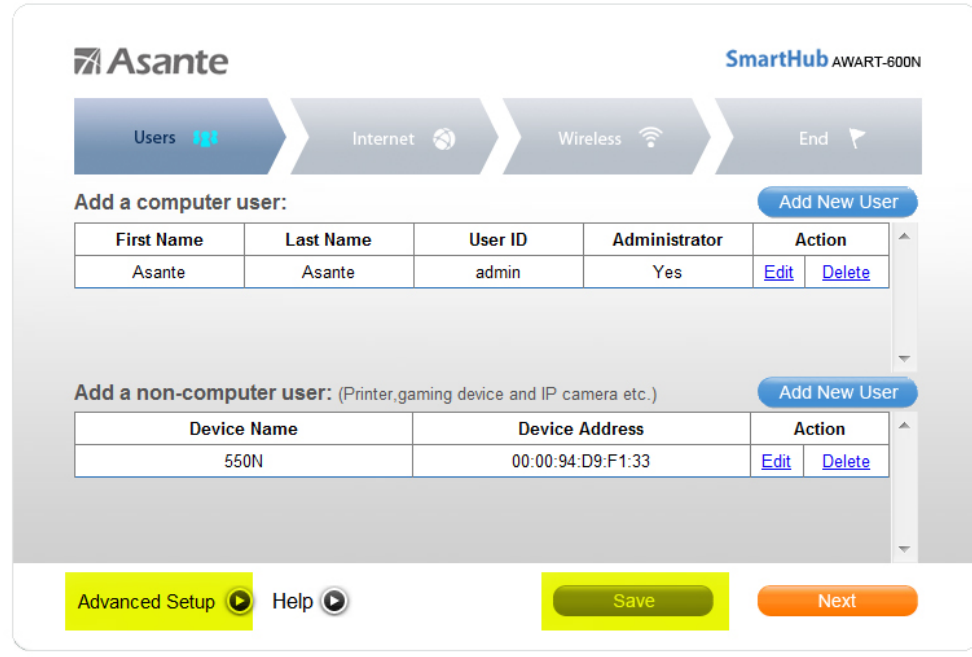 Asante
SmartHub AWART-600N
Users Internet Wireless End
Add a computer user: Add New User
First Name Last Name User ID Administrator Action
Asante Asante admin Yes Edit Delete
Add a non-computer user: (Printer,gaming device and IP camera etc.) Add New User
Device Name Device Address Action
550N 00:00:94:D9:F1:33 Edit Delete
Advanced Setup Help Save Next